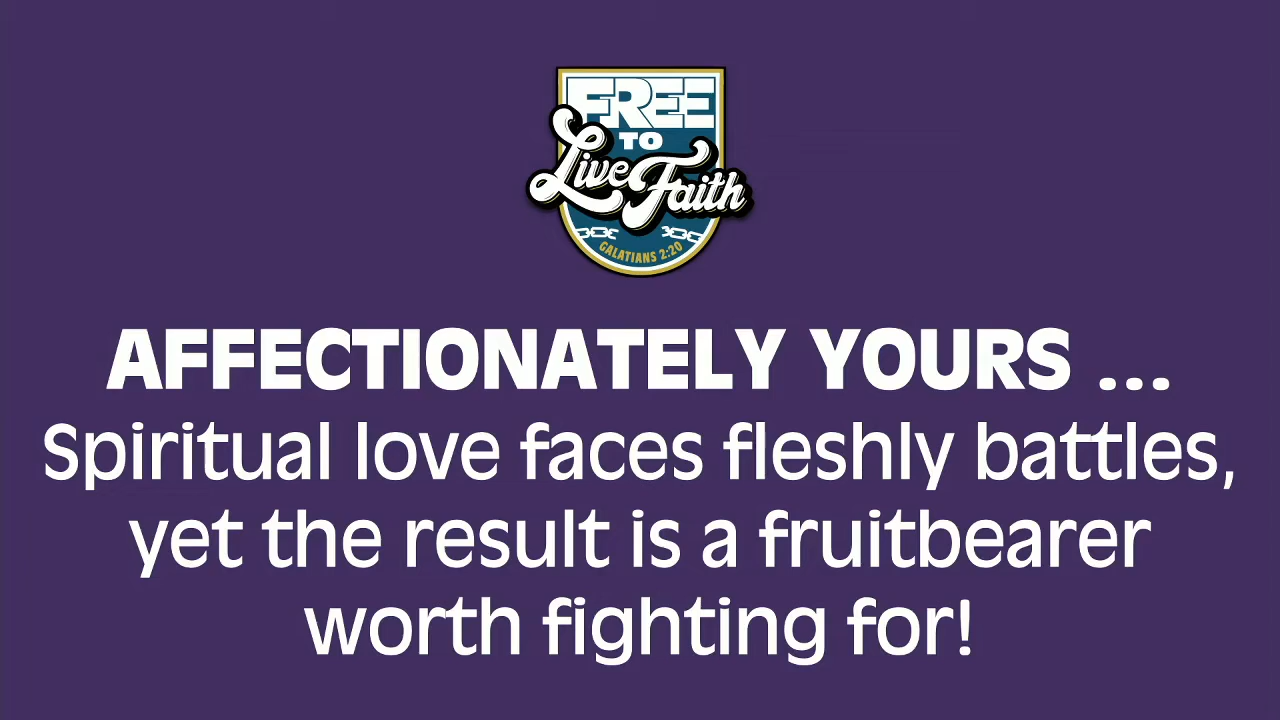 FREE
TO
Live Faith
GALATIANS 2:20
AFFECTIONATELY YOURS ...
Spiritual love faces fleshly battles,
yet the result is a fruitbearer
worth fighting for!